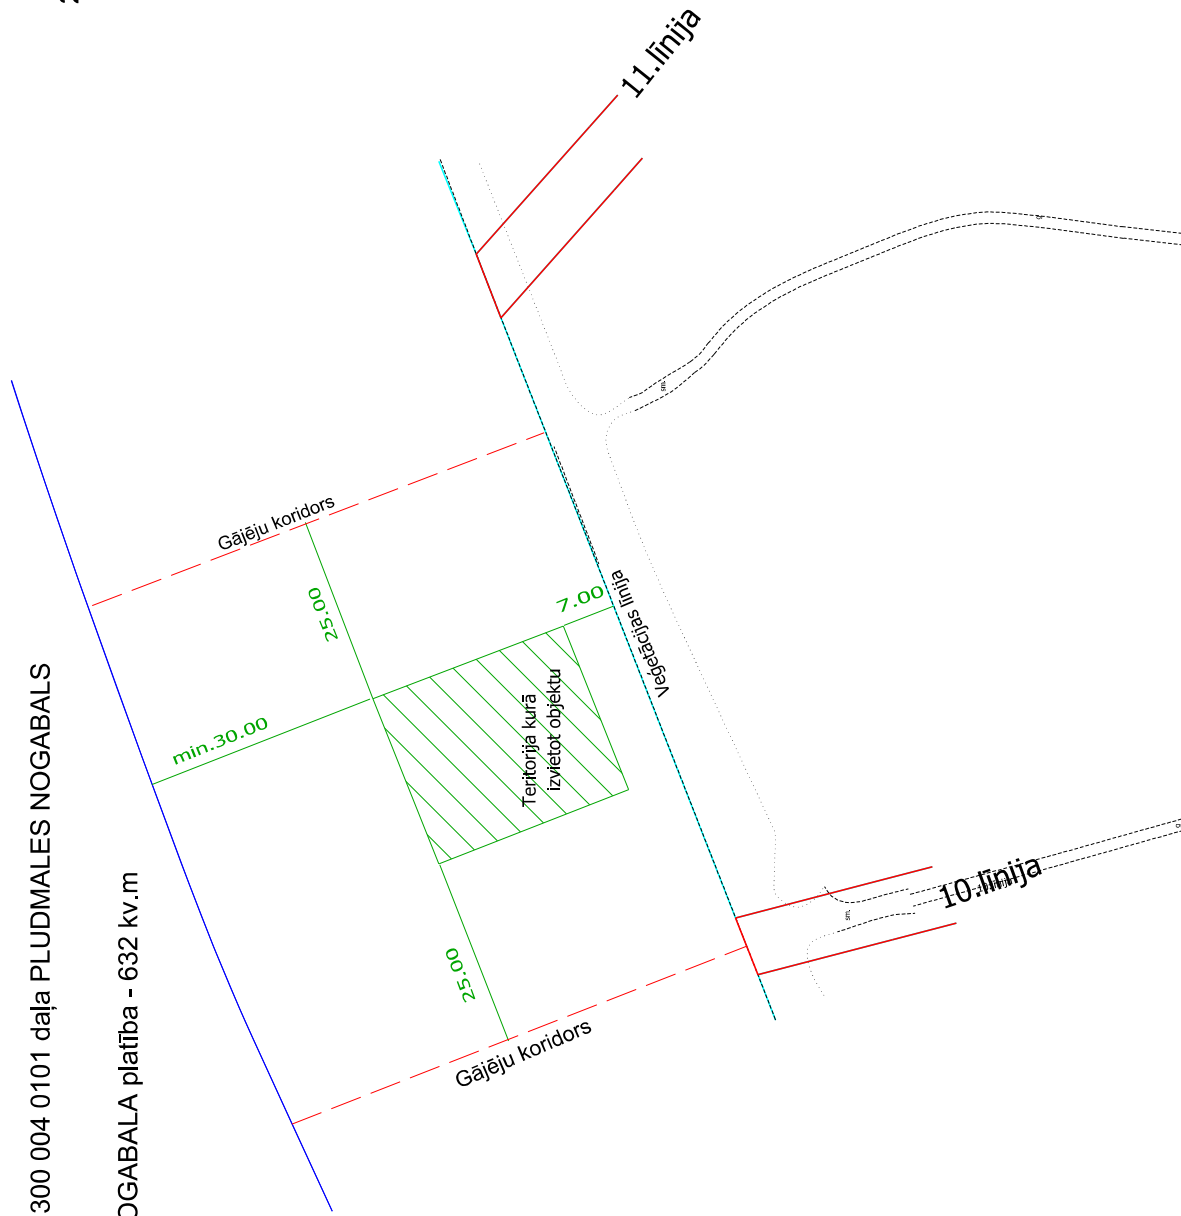 11.līnija
Gājēju koridors
25.00
7.00
Veģetācijas līnija
min.30.00
Teritorija kurā
izvietot objektu
300 004 0101 daļa PLUDMALES NOGABALS
OGABALA platība - 632 kv.m
25.00
10.līnija
Gājēju koridors